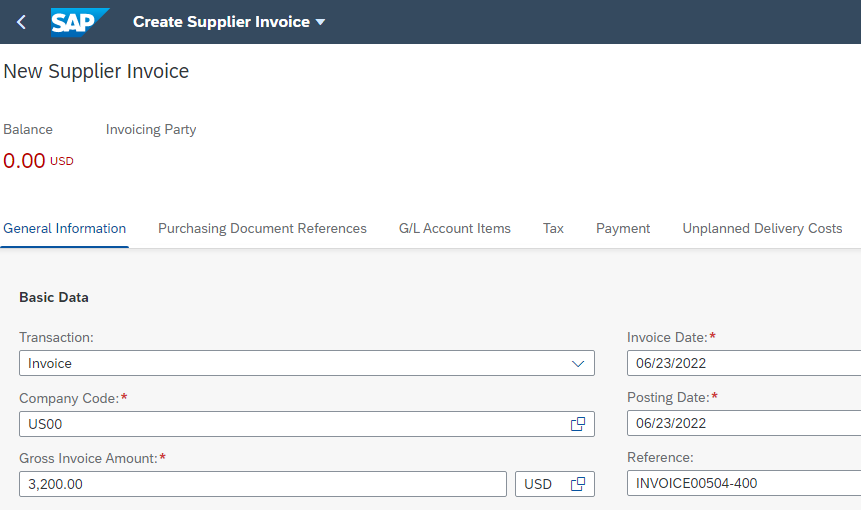 SAP Create Supplier Invoice
New Supplier Invoice
Balance Invoicing Party
0.00 USD
General Information Purchasing Document References G/L Account Items Tax Payment Unplanned Delivery Costs
Basic Data
Transaction: Invoice Date:*
Invoice 06/23/2022
Company Code:* Posting Date:*
US00 06/23/2022
Gross Invoice Amount:* Reference:
3,200.00 USD INVOICE00504-400